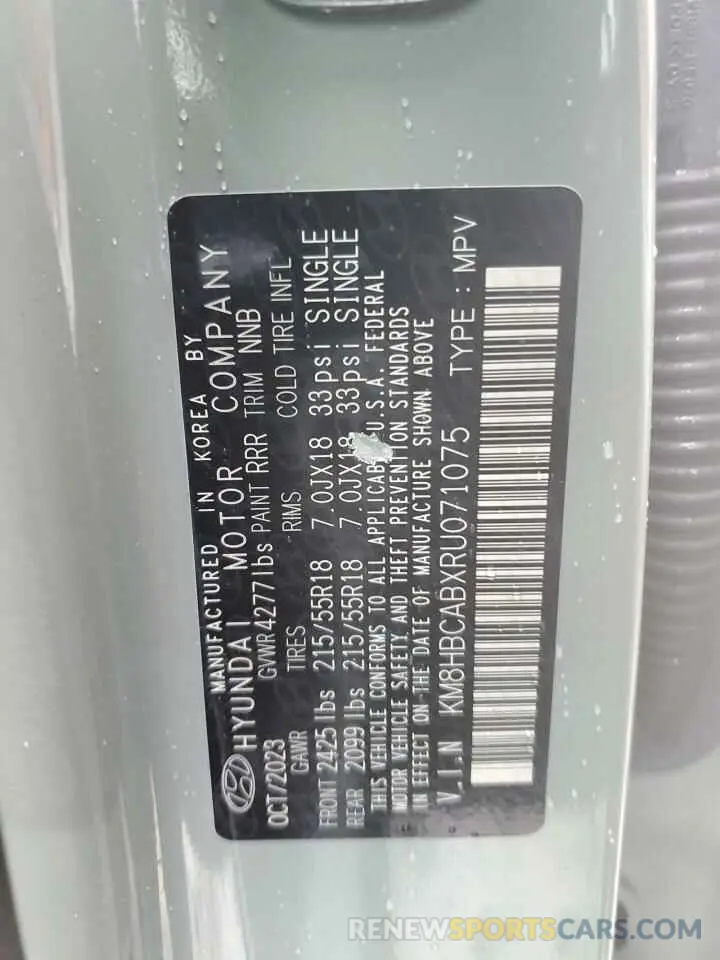 MANUFACTURED IN KOREA BY
HYUNDAI MOTOR COMPANY
OCT/2023 GVWR4277lbs PAINT RRR TRIM NNB
GAWR TIRES RIMS COLD TIRE INFL
FRONT 2425 lbs 215/55R18 7.0JX18 33psi SINGLE
REAR 2099 lbs 215/55R18 7.0JX18 33psi SINGLE
THIS VEHICLE CONFORMS TO ALL APPLICAB U.S.A. FEDERAL
MOTOR VEHICLE SAFETY AND THEFT PREVENTION STANDARDS
IN EFFECT ON THE DATE OF MANUFACTURE SHOWN ABOVE
V.I.N KM8HBCABXRU071075 TYPE : MPV
RENEWSPORTSCARS.COM